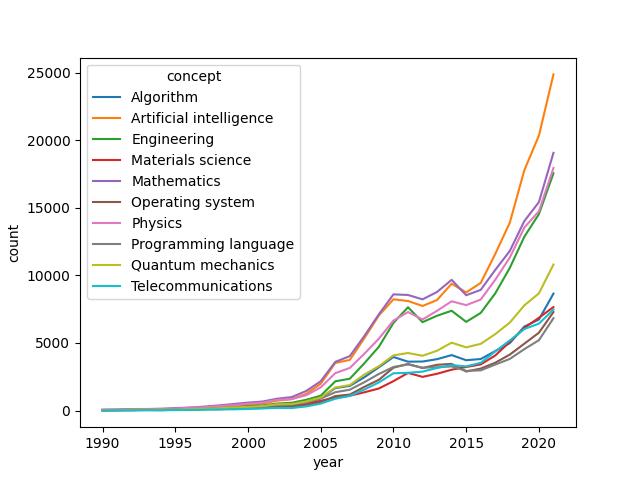 concept
Algorithm
Artificial intelligence
Engineering
Materials science
Mathematics
Operating system
Physics
Programming language
Quantum mechanics
Telecommunications
count
25000
20000
15000
10000
5000
0
1990 1995 2000 2005 2010 2015 2020
year